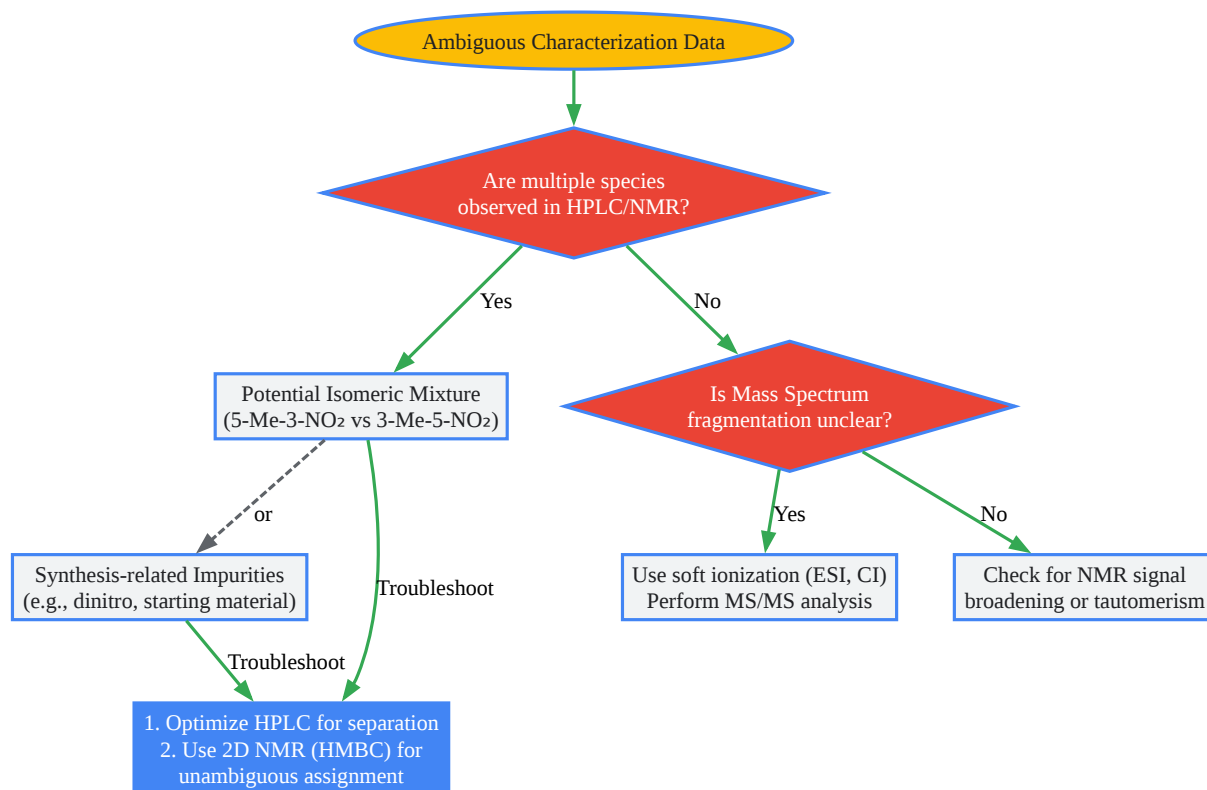 Ambiguous Characterization Data
Are multiple species
observed in HPLC/NMR?
Yes
No
Potential Isomeric Mixture
(5-Me-3-NO₂ vs 3-Me-5-NO₂)
Is Mass Spectrum
fragmentation unclear?
or
Yes
No
Synthesis-related Impurities
(e.g., dinitro, starting material)
Troubleshoot
Use soft ionization (ESI, CI)
Perform MS/MS analysis
Check for NMR signal
broadening or tautomerism
Troubleshoot
1. Optimize HPLC for separation
2. Use 2D NMR (HMBC) for
unambiguous assignment